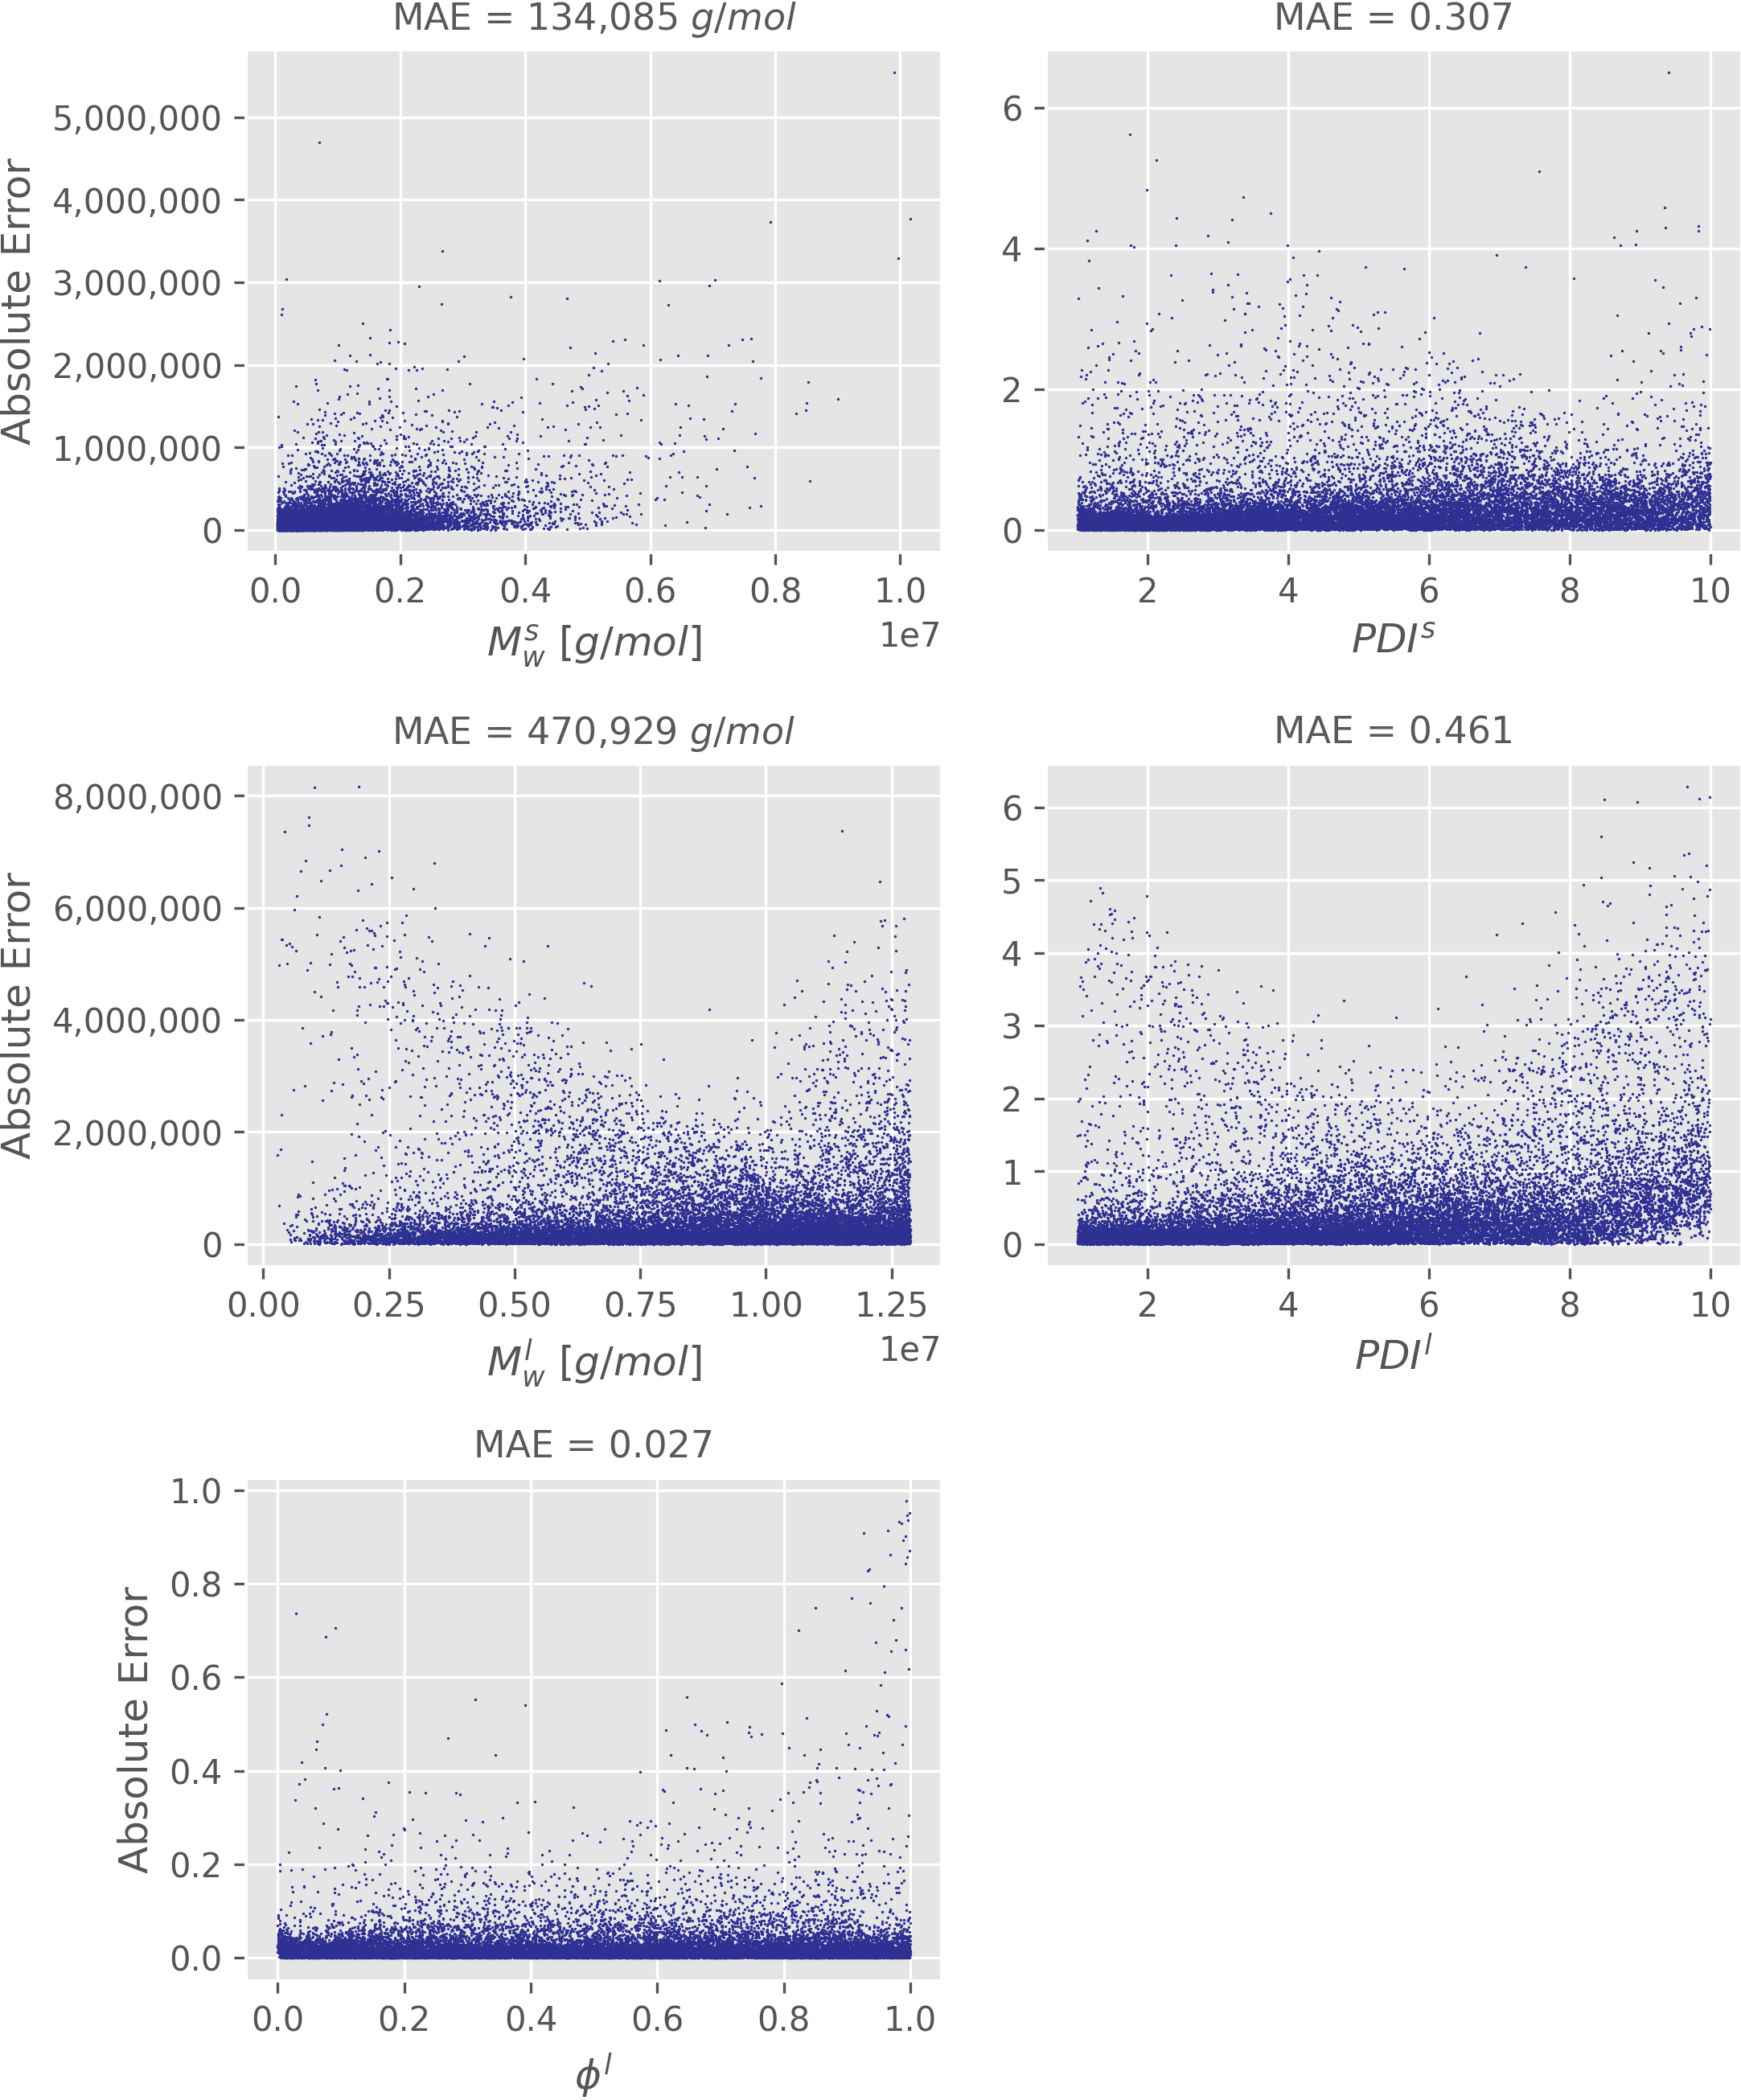 MAE = 134,085 g/mol
Absolute Error
5,000,000
4,000,000
3,000,000
2,000,000
1,000,000
0
0.0 0.2 0.4 0.6 0.8 1.0
1e7
M_w^s [g/mol]
MAE = 0.307
6
4
2
0
2 4 6 8 10
PDI^s
MAE = 470,929 g/mol
Absolute Error
8,000,000
6,000,000
4,000,000
2,000,000
0
0.00 0.25 0.50 0.75 1.00 1.25
1e7
M_w^l [g/mol]
MAE = 0.461
6
5
4
3
2
1
0
2 4 6 8 10
PDI^l
MAE = 0.027
Absolute Error
1.0
0.8
0.6
0.4
0.2
0.0
0.0 0.2 0.4 0.6 0.8 1.0
ϕ^l